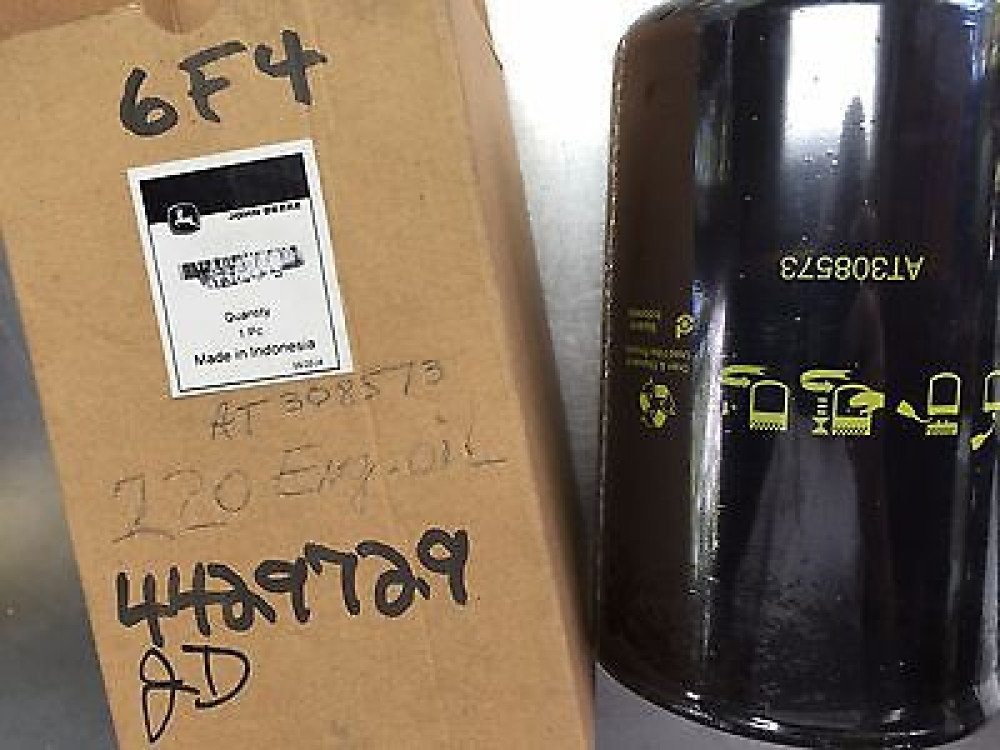 6F4
JOHN DEERE
Quantity
1 Pc
Made in Indonesia
AT 308573
220 Eng. oil
4429729
JD
AT308573